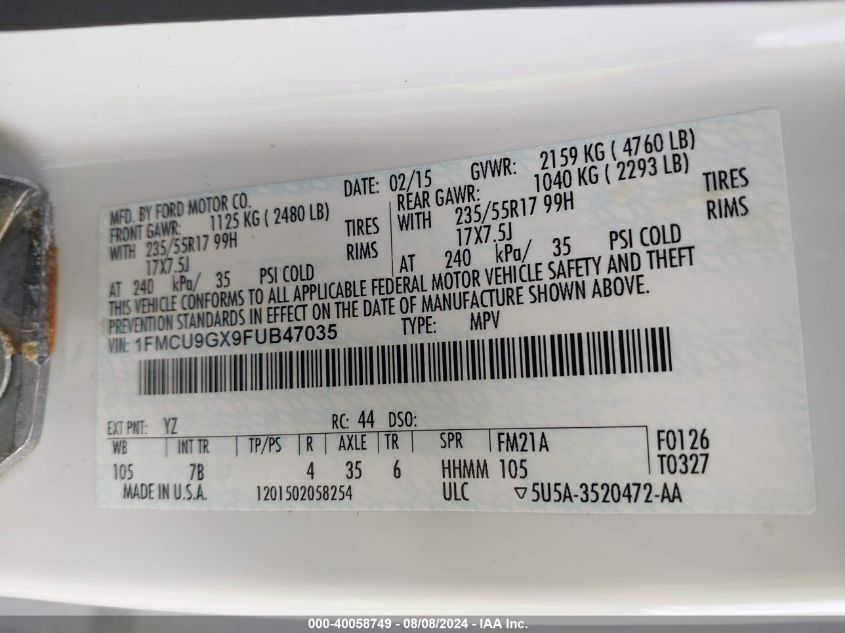 MFD. BY FORD MOTOR CO. DATE: 02/15 GVWR: 2159 KG ( 4760 LB)
FRONT GAWR: 1125 KG ( 2480 LB) REAR GAWR: 1040 KG ( 2293 LB)
WITH 235/55R17 99H TIRES WITH 235/55R17 99H TIRES
17X7.5J RIMS 17X7.5J RIMS
AT 240 kPa/ 35 PSI COLD AT 240 kPa/ 35 PSI COLD
THIS VEHICLE CONFORMS TO ALL APPLICABLE FEDERAL MOTOR VEHICLE SAFETY AND THEFT
PREVENTION STANDARDS IN EFFECT ON THE DATE OF MANUFACTURE SHOWN ABOVE.
VIN: 1FMCU9GX9FUB47035 TYPE: MPV
EXT PNT: YZ RC: 44 DSO:
WB INT TR TP/PS R AXLE TR SPR FM21A F0126
105 7B 4 35 6 HHMM 105 T0327
MADE IN U.S.A. 1201502058254 ULC ▽5U5A-3520472-AA
000-40058749 - 08/08/2024 - IAA Inc.